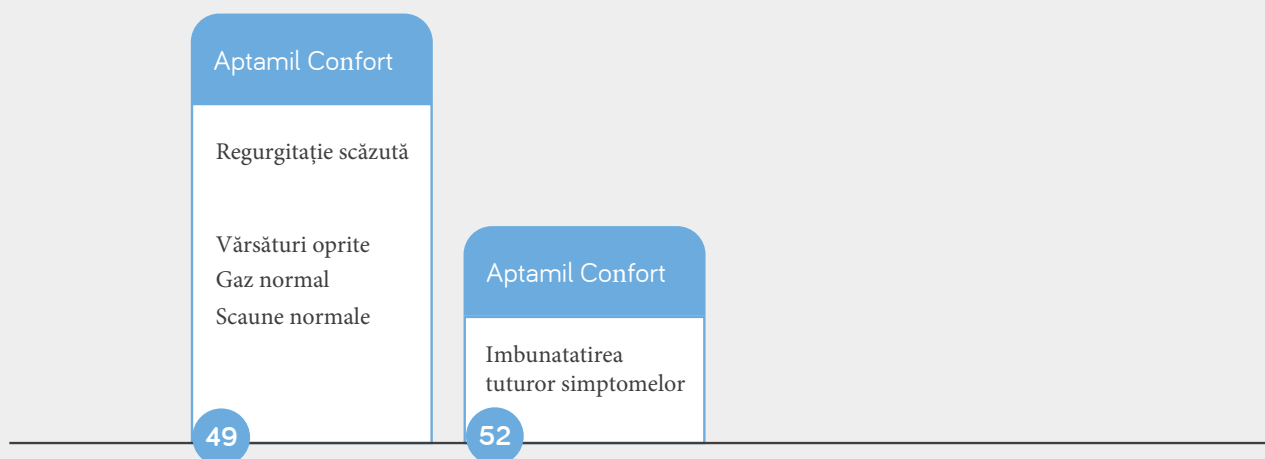 Aptamil Confort
Regurgitație scăzută
Vărsături oprite
Gaz normal
Scaune normale
49
Aptamil Confort
Imbunatatirea
tuturor simptomelor
52